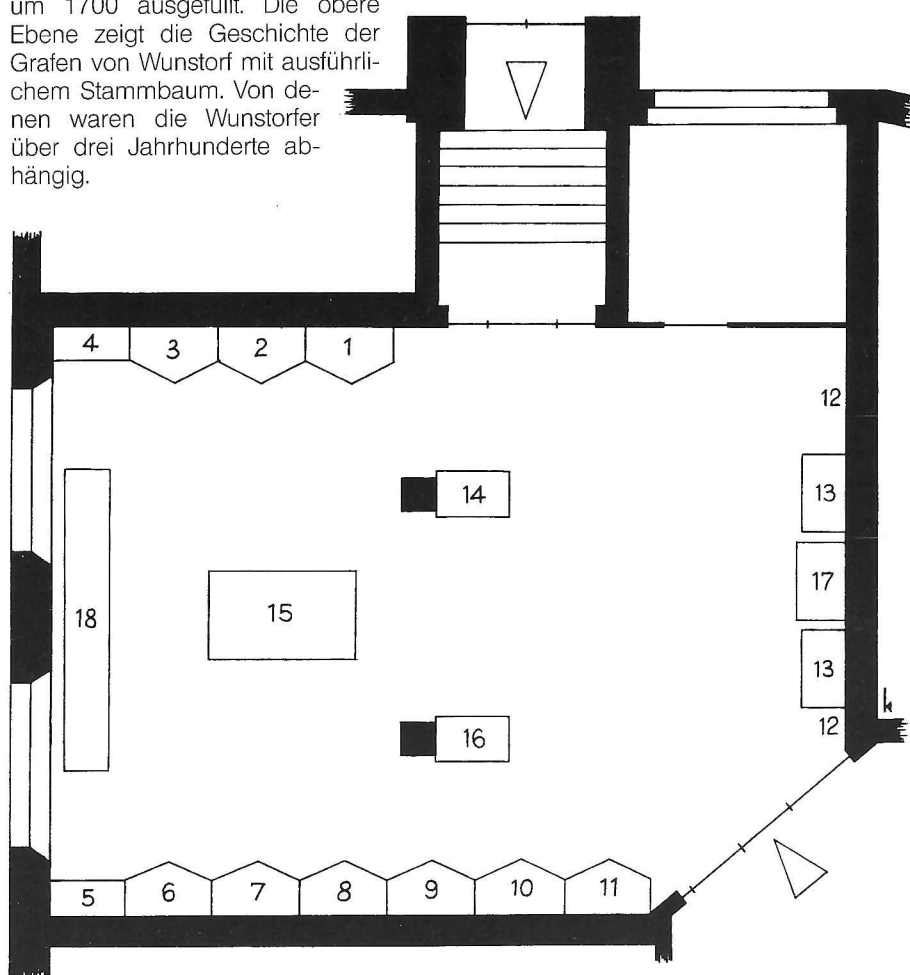 um 1700 ausgefüllt. Die obere
Ebene zeigt die Geschichte der
Grafen von Wunstorf mit ausführli-
chem Stammbaum. Von de-
nen waren die Wunstorfer
über drei Jahrhunderte ab-
hängig.
4 3 2 1
12
14 13
17
15
18
13
16 12
5 6 7 8 9 10 11